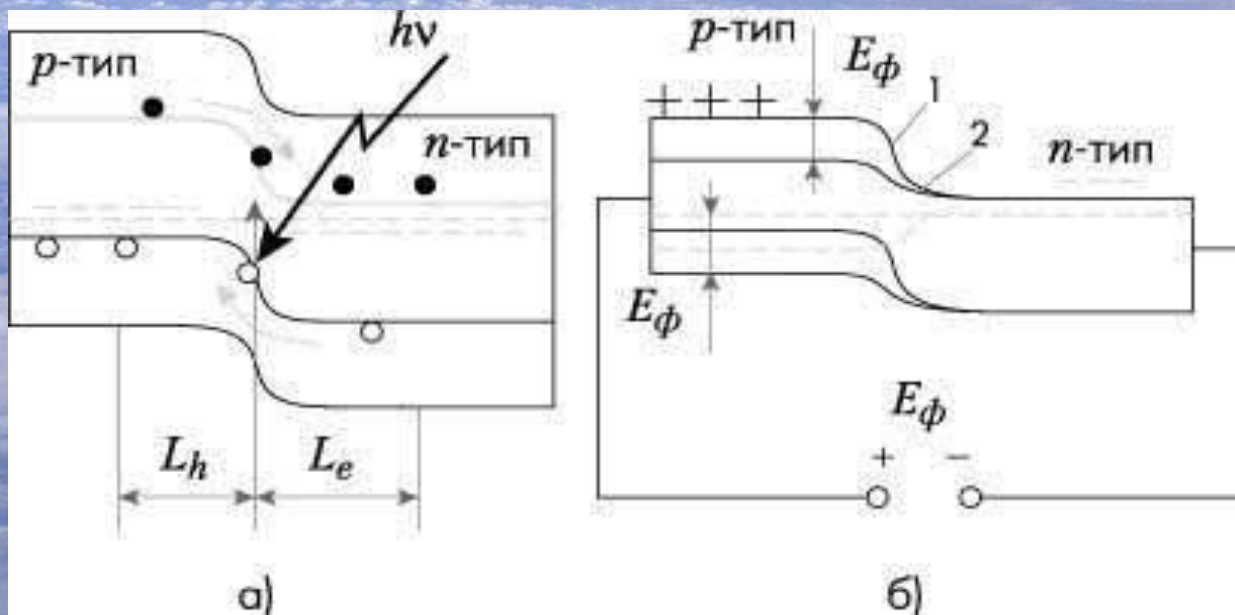 hν
p-тип
n-тип
L_h
L_e
а)
p-тип
E_ф
+ + +
1
2
n-тип
E_ф
E_ф
+ −
б)